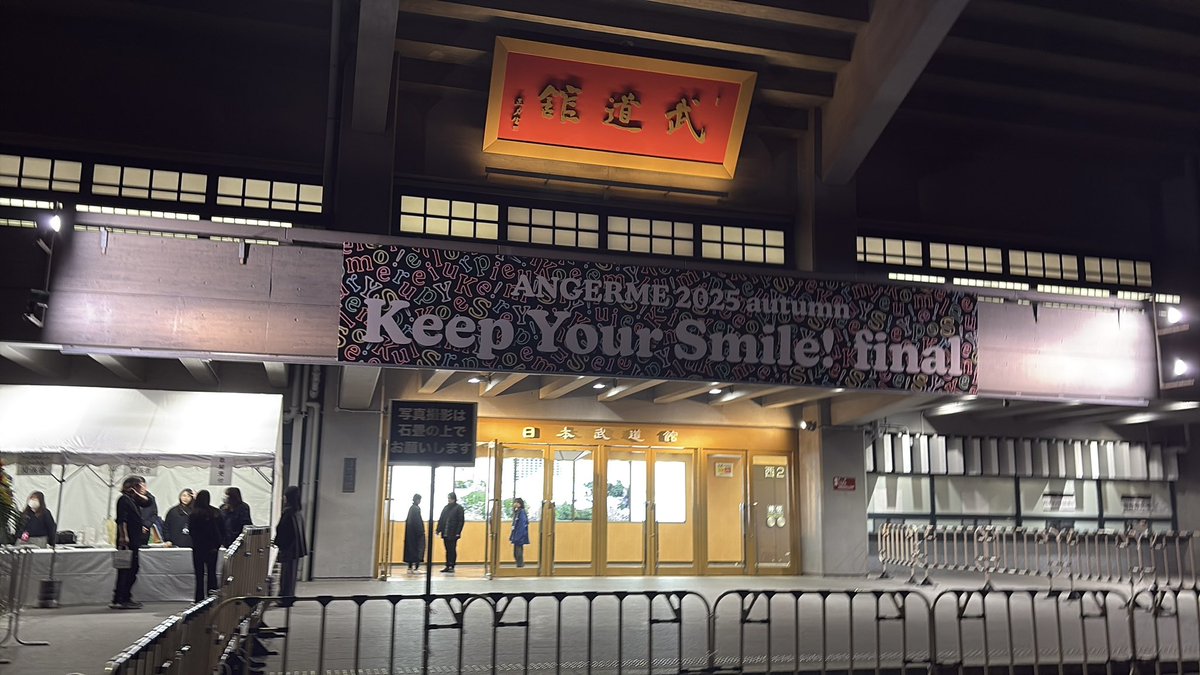 武道館
ANGERME 2025 autumn
Keep Your Smile! final
写真撮影は
石畳の上で
お願いします
日本武道館
西2